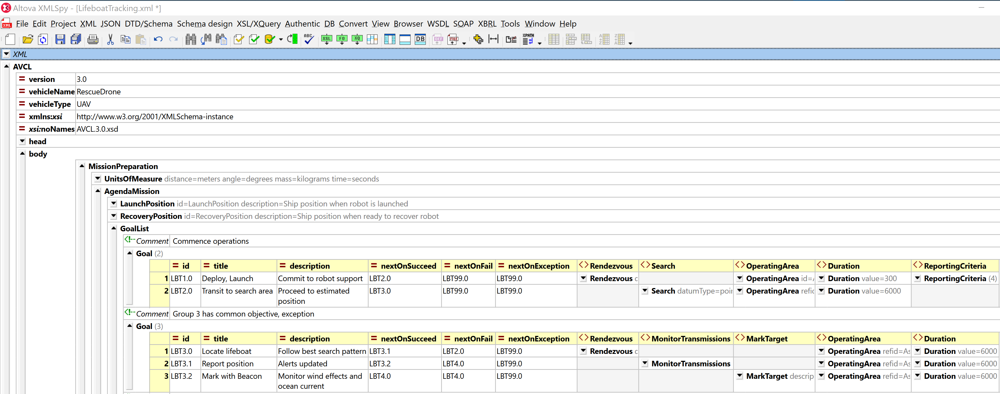 Altova XMLSpy - [LifeboatTracking.xml *]
File Edit Project XML JSON DTD/Schema Schema design XSL/XQuery Authentic DB Convert View Browser WSDL SOAP XBRL Tools Window Help
ABC XSL FO XQ DB DEF FILE XPATH A Z Z A
XML
AVCL
= version 3.0
= vehicleName RescueDrone
= vehicleType UAV
= xmlns:xsi http://www.w3.org/2001/XMLSchema-instance
= xsi:noNames AVCL.3.0.xsd
head
body
MissionPreparation
UnitsOfMeasure distance=meters angle=degrees mass=kilograms time=seconds
AgendaMission
LaunchPosition id=LaunchPosition description=Ship position when robot is launched
RecoveryPosition id=RecoveryPosition description=Ship position when ready to recover robot
GoalList
<!-- Comment Commence operations
Goal (2)
= id = title = description = nextOnSucceed = nextOnFail = nextOnException <> Rendezvous <> Search <> OperatingArea <> Duration <> ReportingCriteria
1 LBT1.0 Deploy, Launch Commit to robot support LBT2.0 LBT99.0 LBT99.0 Rendezvous OperatingArea id= Duration value=300 ReportingCriteria (4)
2 LBT2.0 Transit to search area Proceed to estimated position LBT3.0 LBT99.0 LBT99.0 Search datumType=poi OperatingArea refi Duration value=6000
<!-- Comment Group 3 has common objective, exception
Goal (3)
= id = title = description = nextOnSucceed = nextOnFail = nextOnException <> Rendezvous <> MonitorTransmissions <> MarkTarget <> OperatingArea <> Duration
1 LBT3.0 Locate lifeboat Follow best search pattern LBT3.1 LBT2.0 LBT99.0 Rendezvous OperatingArea refid=As Duration value=6000
2 LBT3.1 Report position Alerts updated LBT3.2 LBT4.0 LBT99.0 MonitorTransmissions OperatingArea refid=As Duration value=6000
3 LBT3.2 Mark with Beacon Monitor wind effects and ocean current LBT4.0 LBT4.0 LBT99.0 MarkTarget descrip OperatingArea refid=As Duration value=6000